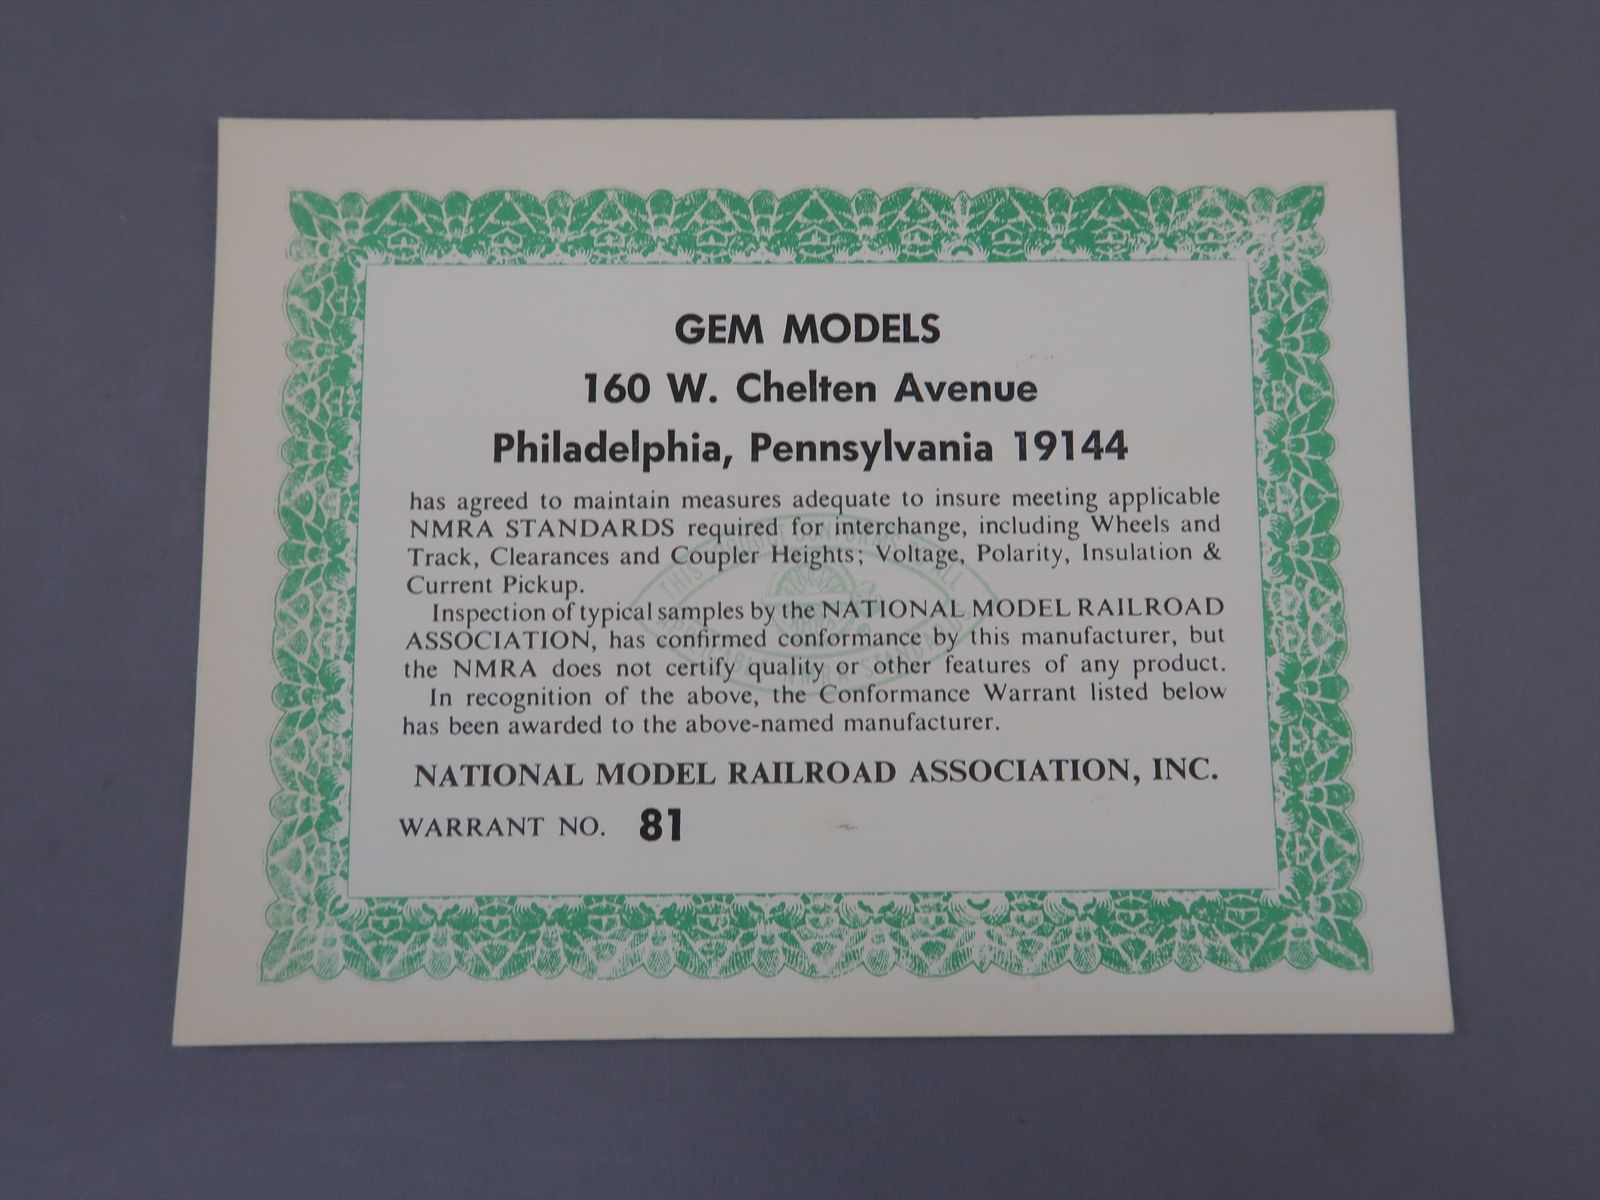 GEM MODELS
160 W. Chelten Avenue
Philadelphia, Pennsylvania 19144
has agreed to maintain measures adequate to insure meeting applicable
NMRA STANDARDS required for interchange, including Wheels and
Track, Clearances and Coupler Heights; Voltage, Polarity, Insulation &
Current Pickup.
Inspection of typical samples by the NATIONAL MODEL RAILROAD
ASSOCIATION, has confirmed conformance by this manufacturer, but
the NMRA does not certify quality or other features of any product.
In recognition of the above, the Conformance Warrant listed below
has been awarded to the above-named manufacturer.
NATIONAL MODEL RAILROAD ASSOCIATION, INC.
WARRANT NO. 81